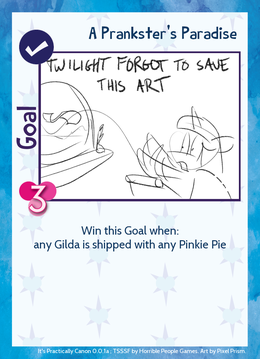 A Prankster's Paradise
TWILIGHT FORGOT TO SAVE
THIS ART
Goal
3
Win this Goal when:
any Gilda is shipped with any Pinkie Pie
It's Practically Canon 0.0.1a; TSSSF by Horrible People Games. Art by Pixel Prism.